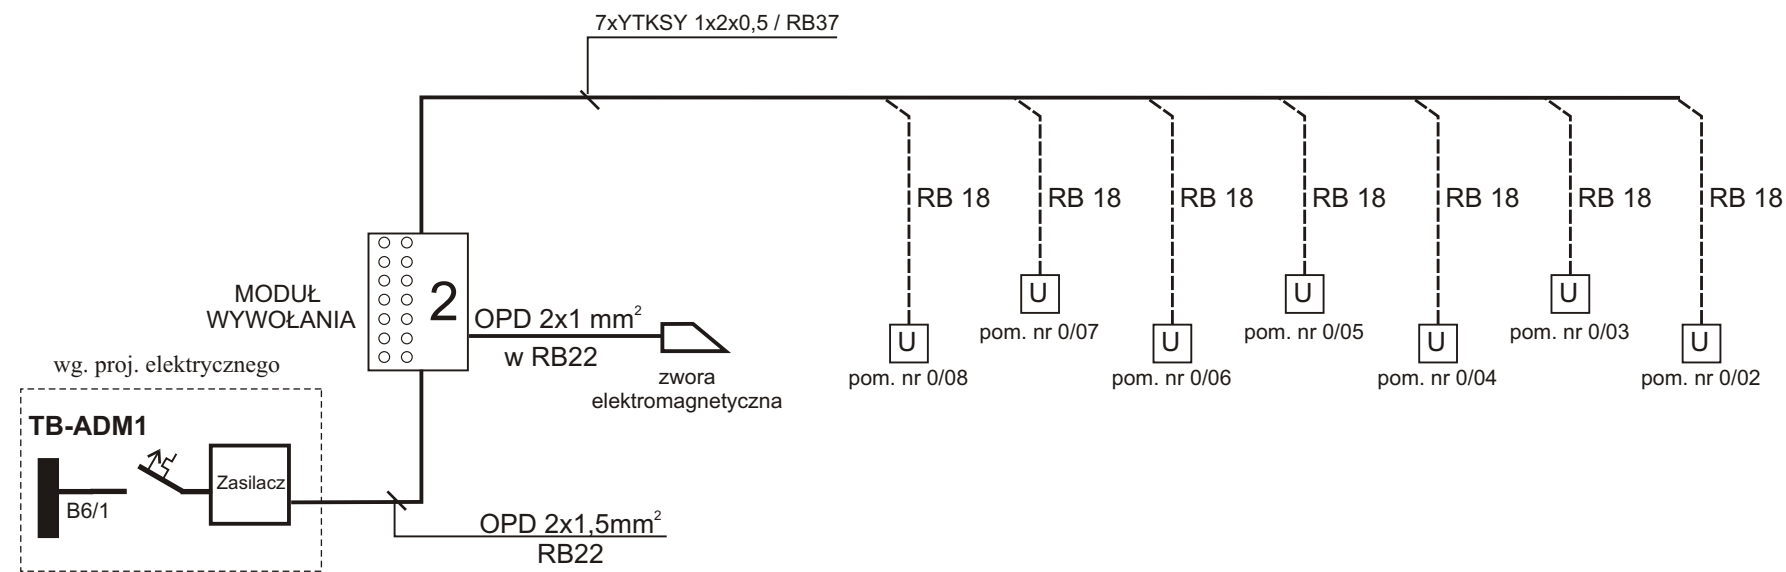 7xYTKSY 1x2x0,5 / RB37
RB 18
RB 18
RB 18
RB 18
RB 18
RB 18
RB 18
MODUŁ
WYWOŁANIA
2
OPD 2x1 mm²
w RB22
zwora
elektromagnetyczna
U
pom. nr 0/08
U
pom. nr 0/07
U
pom. nr 0/06
U
pom. nr 0/05
U
pom. nr 0/04
U
pom. nr 0/03
U
pom. nr 0/02
wg. proj. elektrycznego
TB-ADM1
B6/1
Zasilacz
OPD 2x1,5mm²
RB22